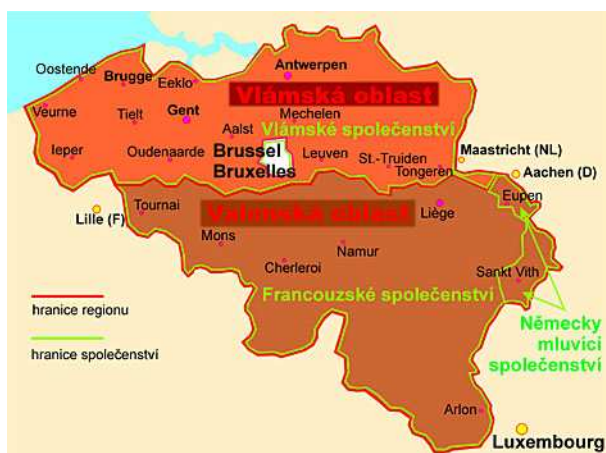 Oostende
Brugge
Eeklo
Antwerpen
Vlámská oblast
Veurne
Tielt
Gent
Mechelen
Aalst
Vlámské společenství
Ieper
Oudenaarde
Brussel
Bruxelles
Leuven
St.-Truiden
Tongeren
Maastricht (NL)
Aachen (D)
Lille (F)
Tournai
Valonská oblast
Liège
Eupen
Mons
Namur
Cherleroi
Sankt Vith
Francouzské společenství
hranice regionu
hranice společenství
Německy
mluvici
společenství
Arlon
Luxembourg